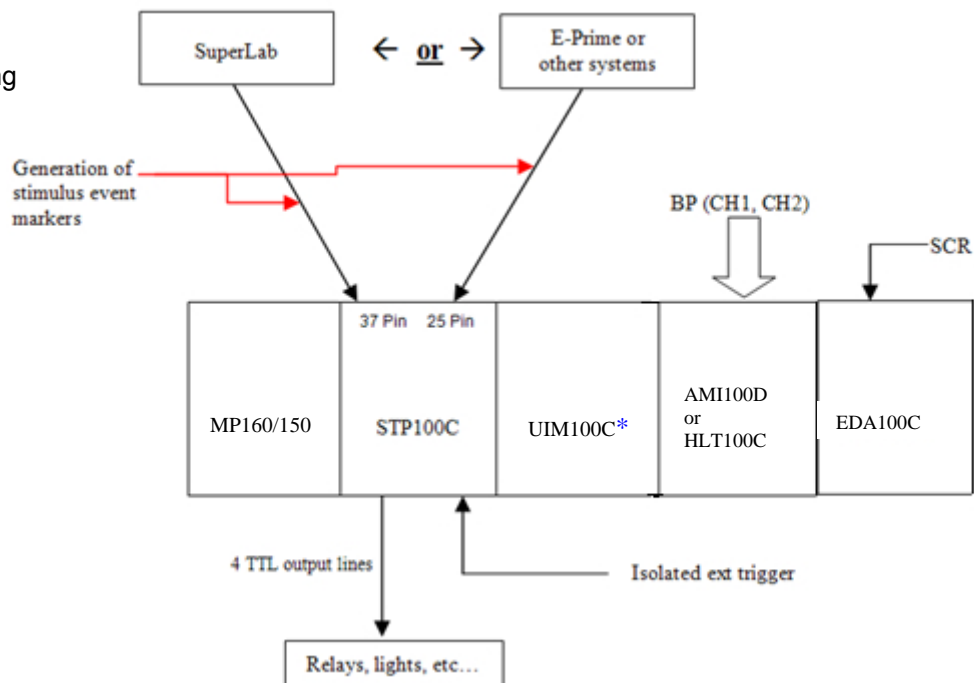 SuperLab
← or →
E-Prime or
other systems
Generation of
stimulus event
markers
BP (CH1, CH2)
SCR
37 Pin
25 Pin
MP160/150
STP100C
UIM100C*
AMI100D
or
HLT100C
EDA100C
4 TTL output lines
Isolated ext trigger
Relays, lights, etc…